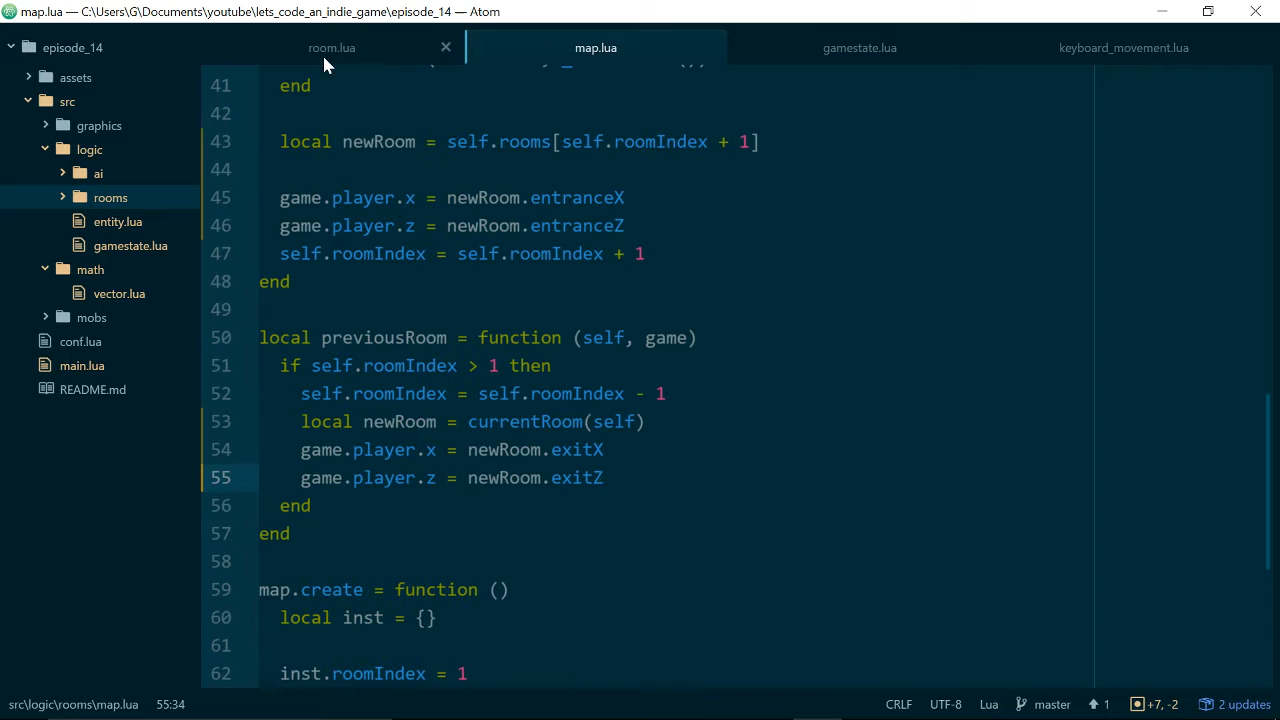 map.lua — C:\Users\G\Documents\youtube\lets_code_an_indie_game\episode_14 — Atom
episode_14
room.lua
map.lua
gamestate.lua
keyboard_movement.lua
assets
src
graphics
logic
ai
rooms
entity.lua
gamestate.lua
math
vector.lua
mobs
conf.lua
main.lua
README.md
41 end
42
43 local newRoom = self.rooms[self.roomIndex + 1]
44
45 game.player.x = newRoom.entranceX
46 game.player.z = newRoom.entranceZ
47 self.roomIndex = self.roomIndex + 1
48 end
49
50 local previousRoom = function (self, game)
51 if self.roomIndex > 1 then
52 self.roomIndex = self.roomIndex - 1
53 local newRoom = currentRoom(self)
54 game.player.x = newRoom.exitX
55 game.player.z = newRoom.exitZ
56 end
57 end
58
59 map.create = function ()
60 local inst = {}
61
62 inst.roomIndex = 1
src\logic\rooms\map.lua 55:34 CRLF UTF-8 Lua master 1 +7, -2 2 updates